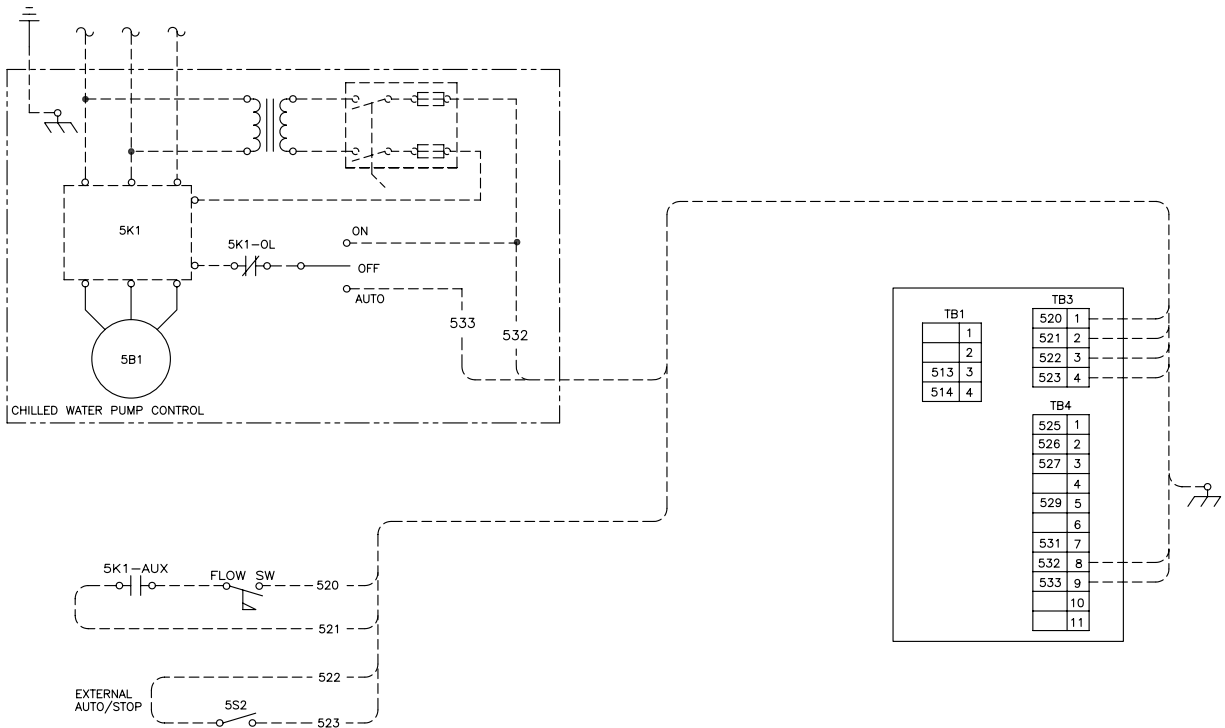 5K1
5K1-OL
ON
OFF
AUTO
533
532
5B1
CHILLED WATER PUMP CONTROL
TB1
1
2
513 3
514 4
TB3
520 1
521 2
522 3
523 4
TB4
525 1
526 2
527 3
4
529 5
6
531 7
532 8
533 9
10
11
5K1-AUX
FLOW SW
520
521
522
EXTERNAL
AUTO/STOP
5S2
523